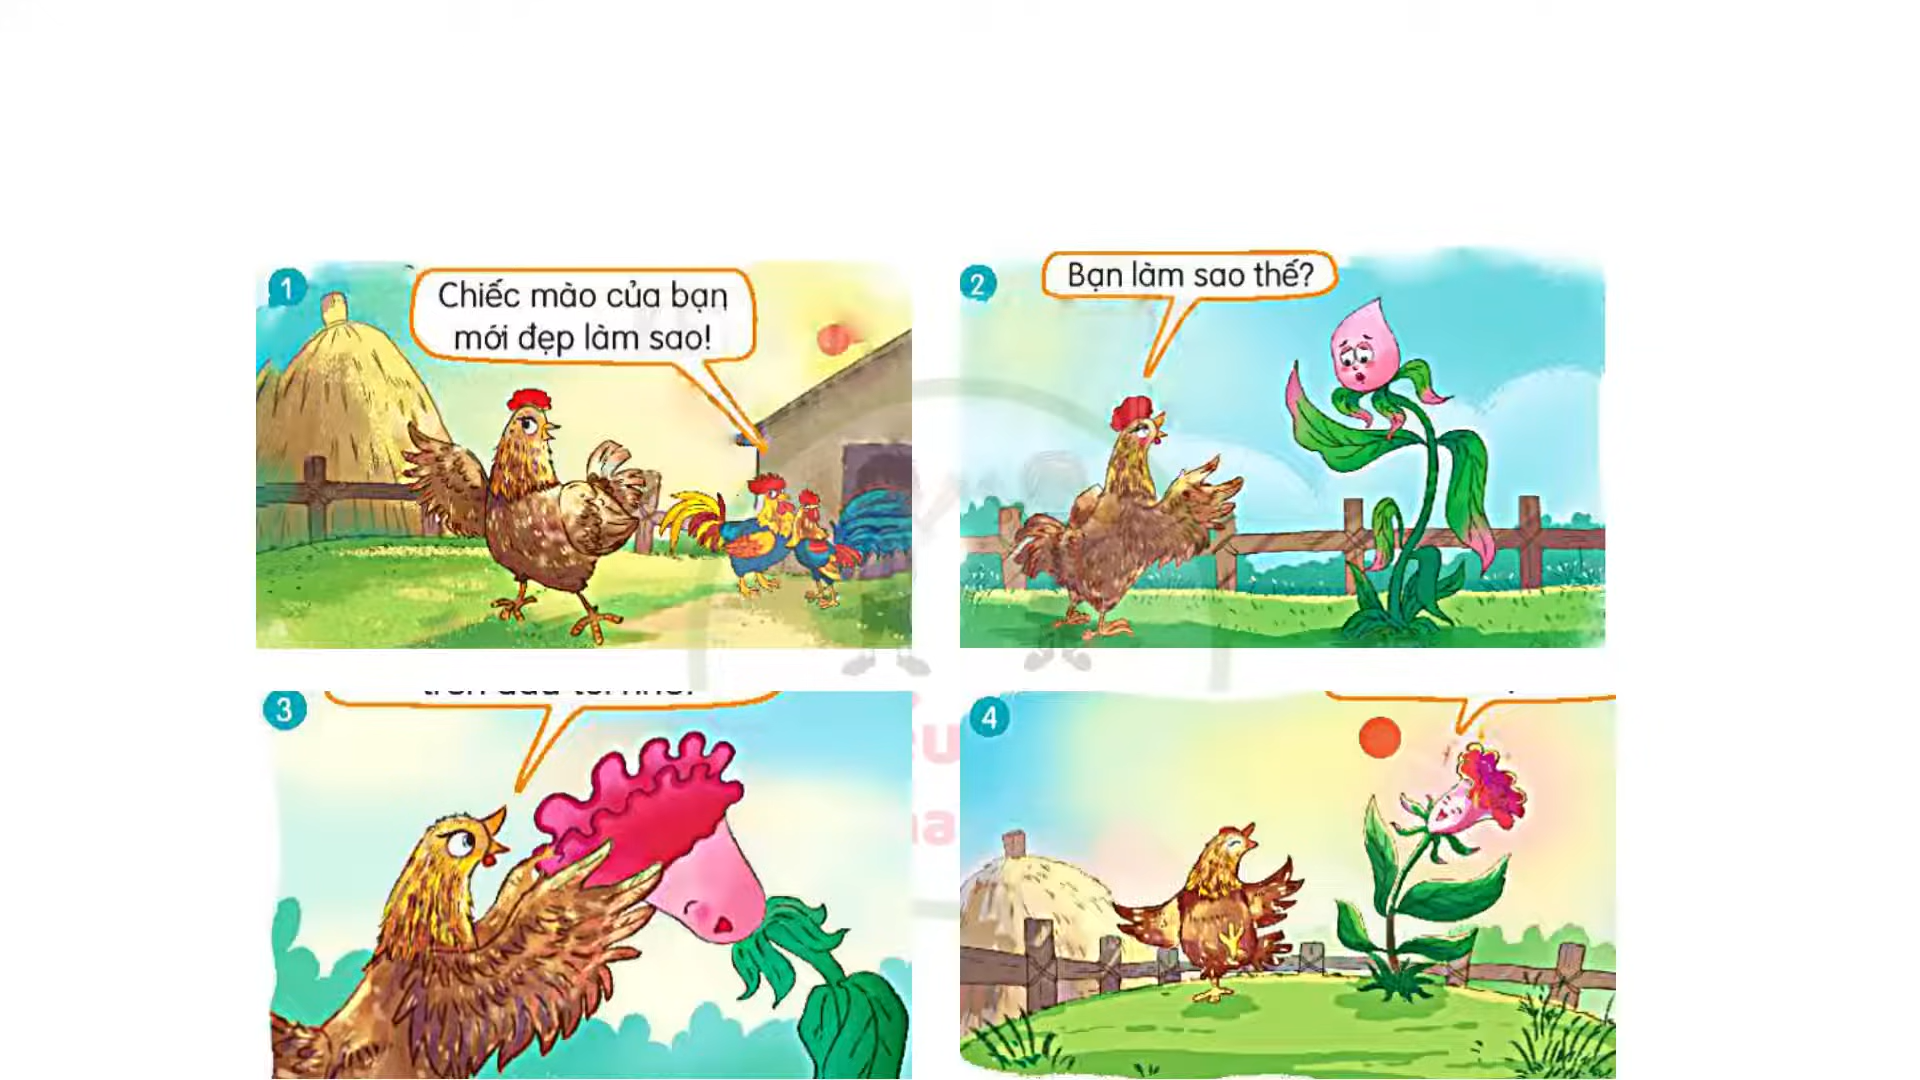 1
Chiếc mào của bạn
mới đẹp làm sao!
2
Bạn làm sao thế?
3
4